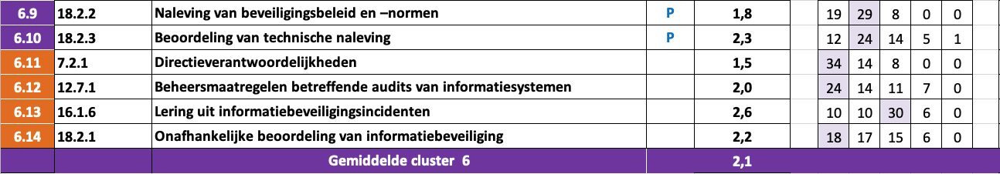 6.9 18.2.2 Naleving van beveiligingsbeleid en –normen P 1,8 19 29 8 0 0
6.10 18.2.3 Beoordeling van technische naleving P 2,3 12 24 14 5 1
6.11 7.2.1 Directieverantwoordelijkheden 1,5 34 14 8 0 0
6.12 12.7.1 Beheersmaatregelen betreffende audits van informatiesystemen 2,0 24 14 11 7 0
6.13 16.1.6 Lering uit informatiebeveiligingsincidenten 2,6 10 10 30 6 0
6.14 18.2.1 Onafhankelijke beoordeling van informatiebeveiliging 2,2 18 17 15 6 0
Gemiddelde cluster 6 2,1